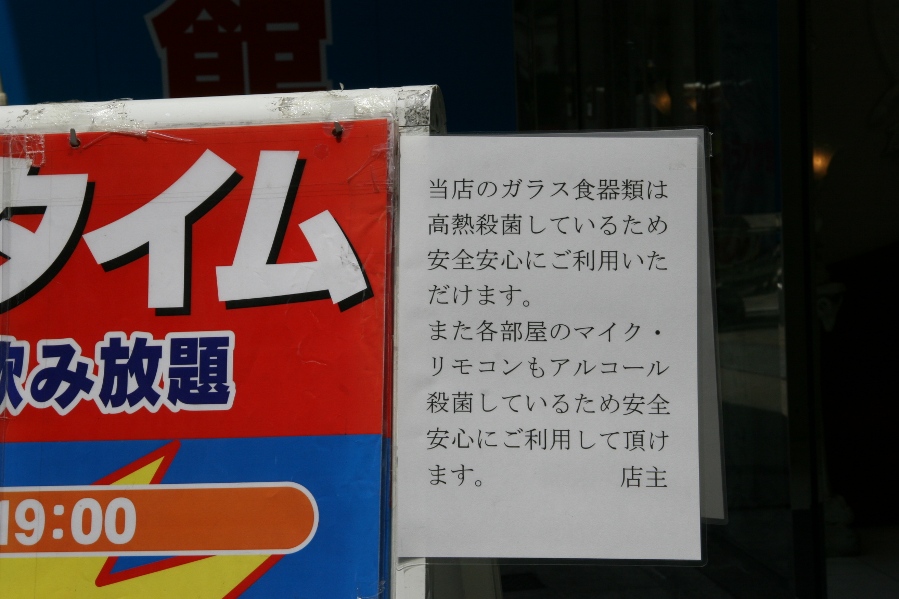 館
タイム
飲み放題
19:00
当店のガラス食器類は
高熱殺菌しているため
安全安心にご利用いた
だけます。
また各部屋のマイク・
リモコンもアルコール
殺菌しているため安全
安心にご利用して頂け
ます。 店主